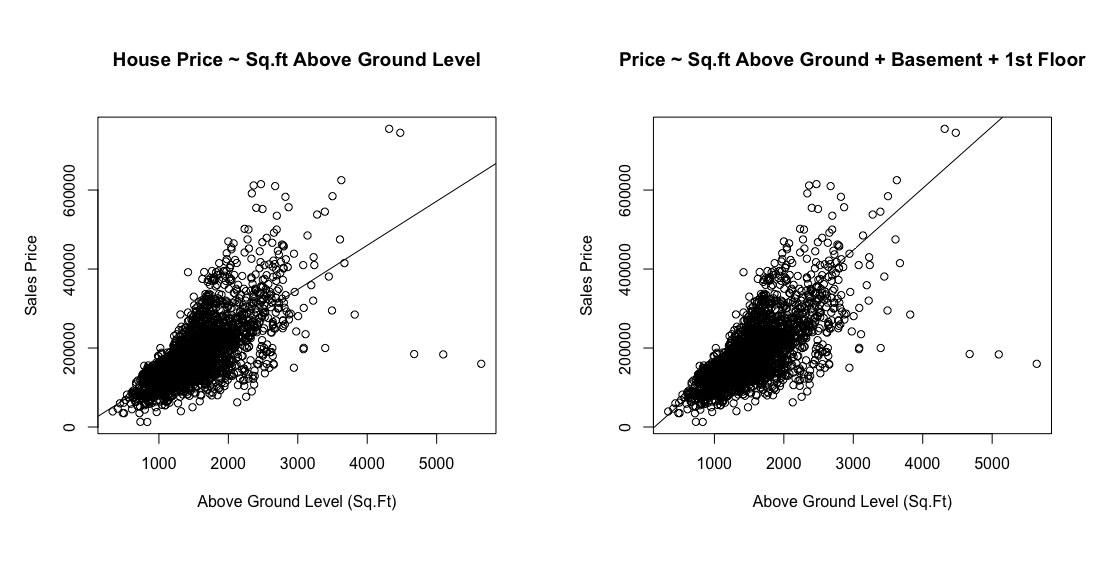 House Price ~ Sq.ft Above Ground Level
Sales Price
0
200000
400000
600000
1000 2000 3000 4000 5000
Above Ground Level (Sq.Ft)
Price ~ Sq.ft Above Ground + Basement + 1st Floor
Sales Price
0
200000
400000
600000
1000 2000 3000 4000 5000
Above Ground Level (Sq.Ft)